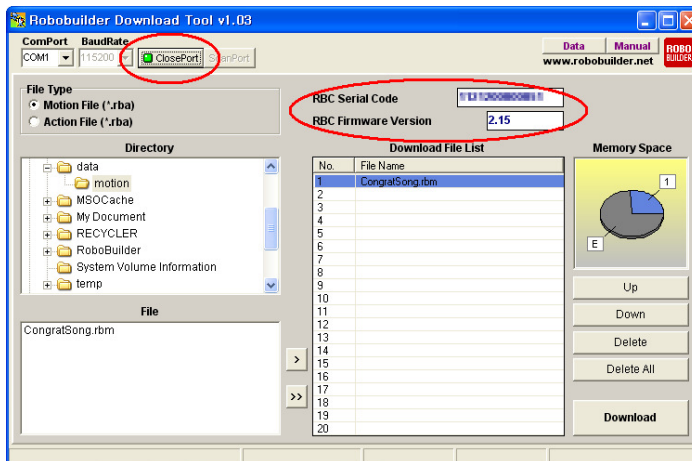 Robobuilder Download Tool v1.03
ComPort BaudRate
COM1 115200 ClosePort ScanPort
Data Manual
www.robobuilder.net
ROBO
BUILDER
File Type
Motion File (*.rba)
Action File (*.rba)
RBC Serial Code
RBC Firmware Version 2.15
Directory
data
motion
MSOCache
My Document
RECYCLER
RoboBuilder
System Volume Information
temp
File
CongratSong.rbm
>
>>
Download File List
No. File Name
1 CongratSong.rbm
2
3
4
5
6
7
8
9
10
11
12
13
14
15
16
17
18
19
20
Memory Space
1
E
Up
Down
Delete
Delete All
Download